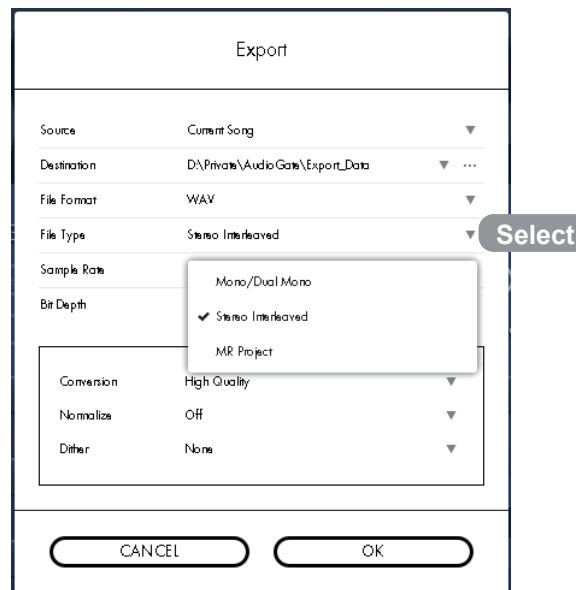 Export
Source Current Song
Destination D:\Private\AudioGate\Export_Data ...
File Format WAV
File Type Stereo Interleaved Select
Sample Rate
Mono/Dual Mono
Bit Depth
Stereo Interleaved
MR Project
Conversion High Quality
Normalize Off
Dither None
CANCEL OK